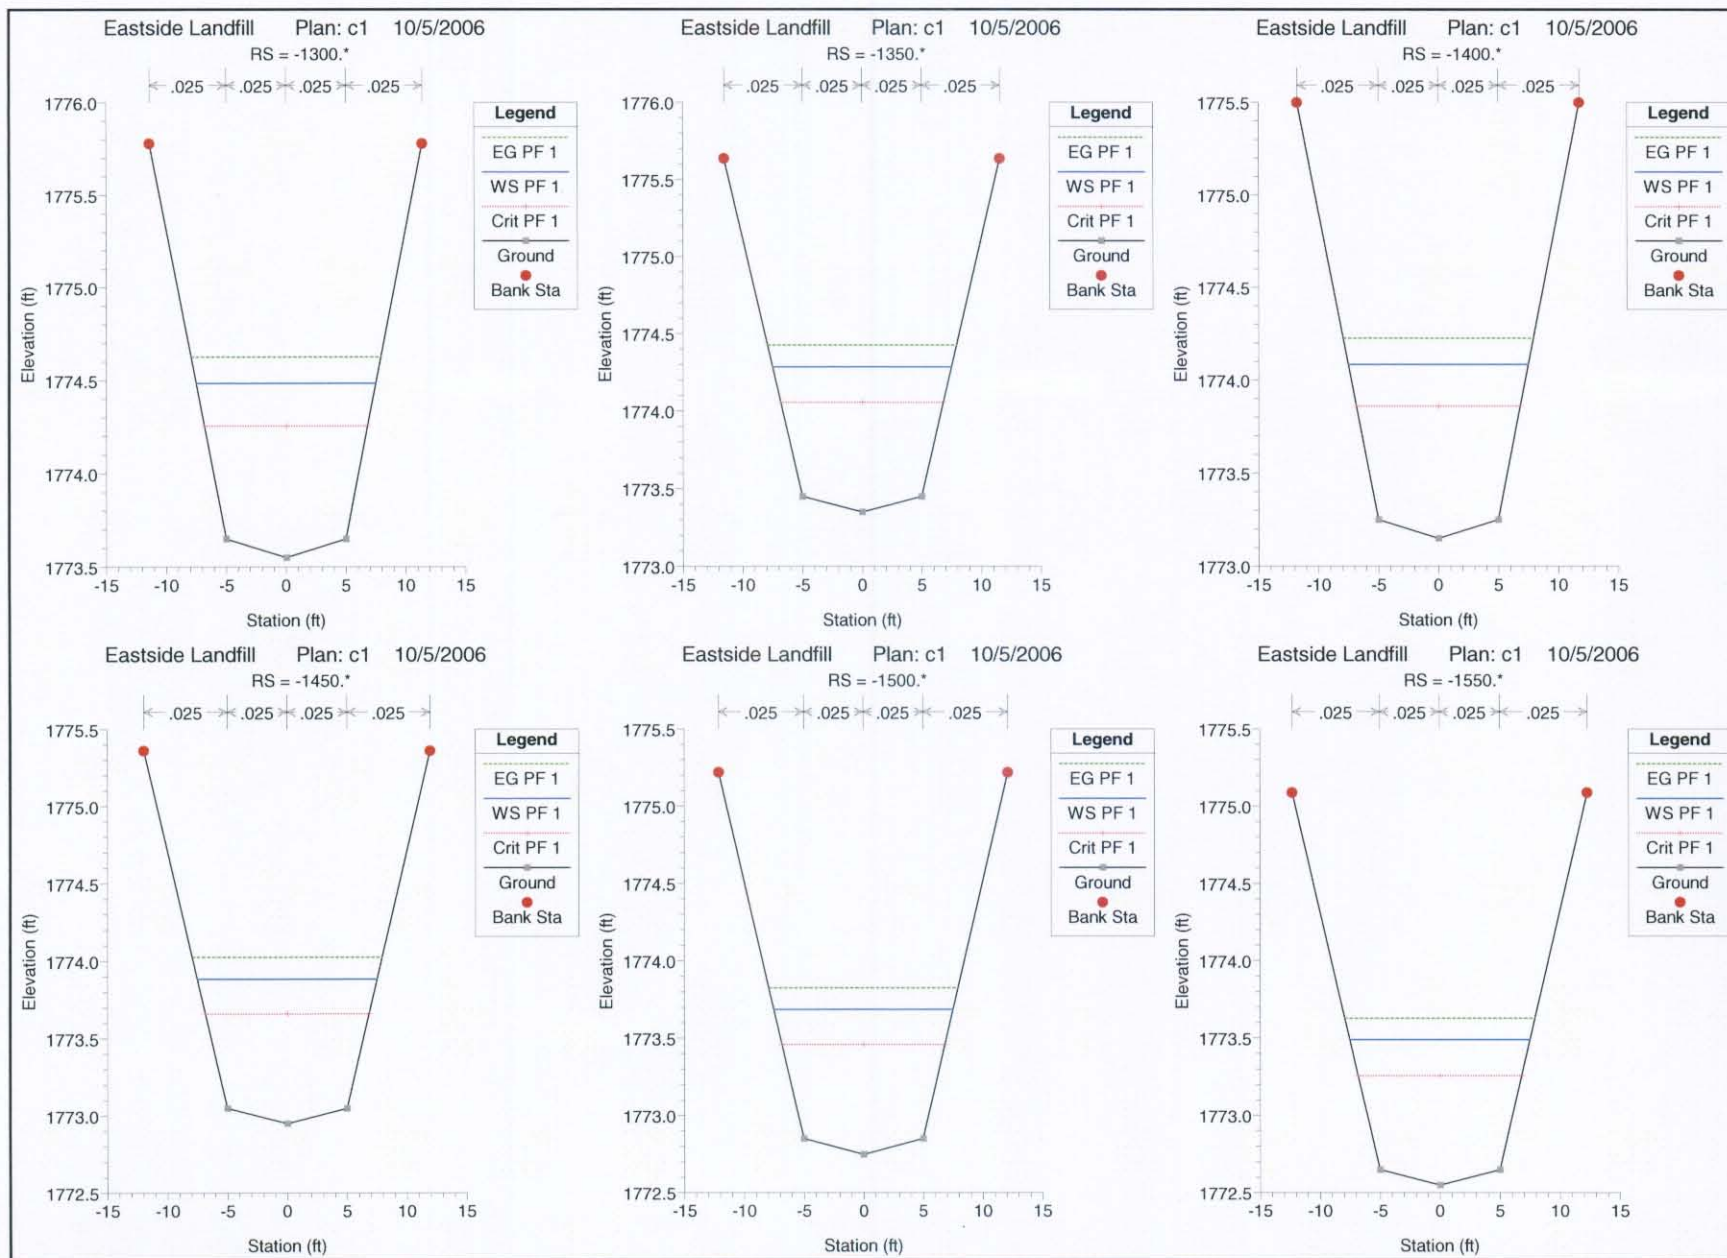 Eastside Landfill Plan: c1 10/5/2006
RS = -1300.*
.025 .025 .025 .025
1776.0
1775.5
1775.0
1774.5
1774.0
1773.5
Elevation (ft)
-15 -10 -5 0 5 10 15
Station (ft)
Legend
EG PF 1
WS PF 1
Crit PF 1
Ground
Bank Sta
Eastside Landfill Plan: c1 10/5/2006
RS = -1350.*
.025 .025 .025 .025
1776.0
1775.5
1775.0
1774.5
1774.0
1773.5
1773.0
Elevation (ft)
-15 -10 -5 0 5 10 15
Station (ft)
Legend
EG PF 1
WS PF 1
Crit PF 1
Ground
Bank Sta
Eastside Landfill Plan: c1 10/5/2006
RS = -1400.*
.025 .025 .025 .025
1775.5
1775.0
1774.5
1774.0
1773.5
1773.0
Elevation (ft)
-15 -10 -5 0 5 10 15
Station (ft)
Legend
EG PF 1
WS PF 1
Crit PF 1
Ground
Bank Sta
Eastside Landfill Plan: c1 10/5/2006
RS = -1450.*
.025 .025 .025 .025
1775.5
1775.0
1774.5
1774.0
1773.5
1773.0
1772.5
Elevation (ft)
-15 -10 -5 0 5 10 15
Station (ft)
Legend
EG PF 1
WS PF 1
Crit PF 1
Ground
Bank Sta
Eastside Landfill Plan: c1 10/5/2006
RS = -1500.*
.025 .025 .025 .025
1775.5
1775.0
1774.5
1774.0
1773.5
1773.0
1772.5
Elevation (ft)
-15 -10 -5 0 5 10 15
Station (ft)
Legend
EG PF 1
WS PF 1
Crit PF 1
Ground
Bank Sta
Eastside Landfill Plan: c1 10/5/2006
RS = -1550.*
.025 .025 .025 .025
1775.5
1775.0
1774.5
1774.0
1773.5
1773.0
1772.5
Elevation (ft)
-15 -10 -5 0 5 10 15
Station (ft)
Legend
EG PF 1
WS PF 1
Crit PF 1
Ground
Bank Sta